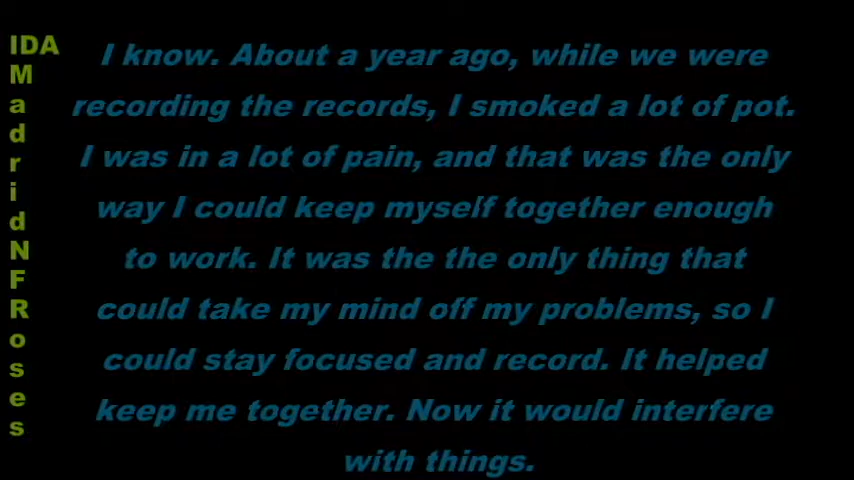 IDA
M
a
d
r
i
d
N
F
R
o
s
e
s
I know. About a year ago, while we were
recording the records, I smoked a lot of pot.
I was in a lot of pain, and that was the only
way I could keep myself together enough
to work. It was the the only thing that
could take my mind off my problems, so I
could stay focused and record. It helped
keep me together. Now it would interfere
with things.